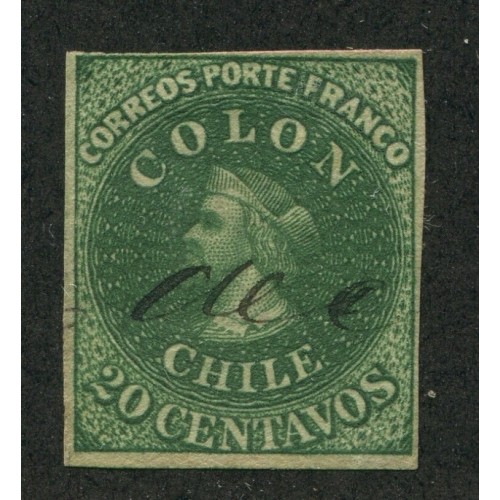 CORREOS PORTE FRANCO
COLON
CHILE
20 CENTAVOS